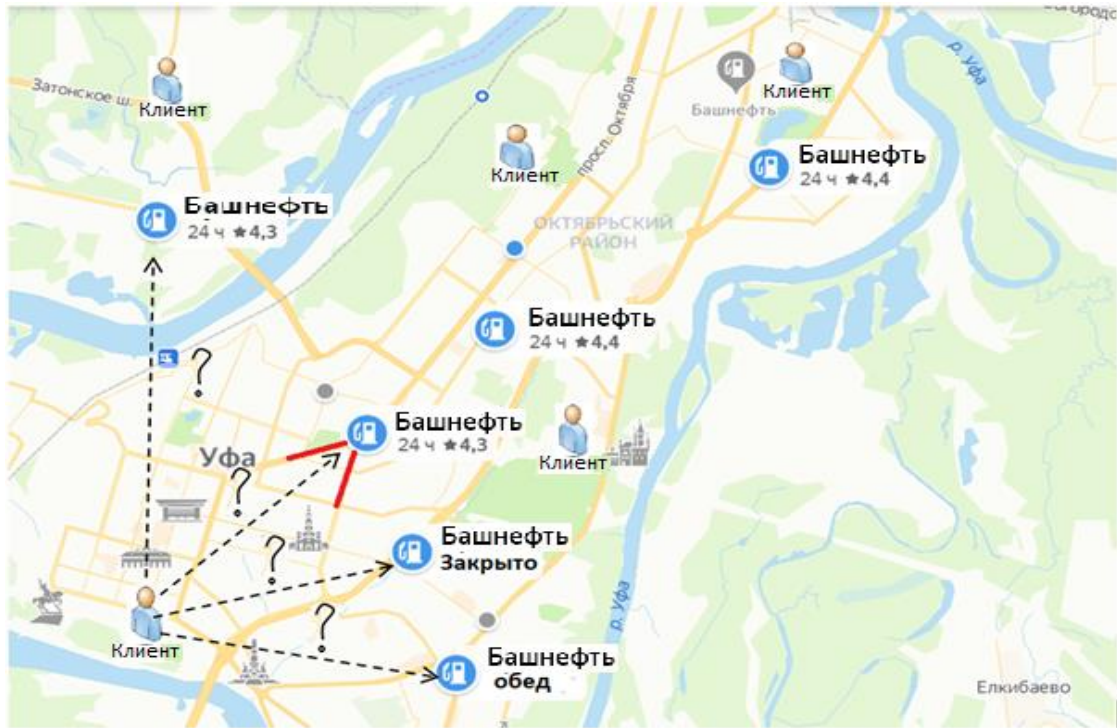 Затонское ш.
Клиент
Клиент
Башнефть
р. Уфа
просп. Октября
Клиент
Башнефть
24 ч ★4,4
Башнефть
24 ч ★4,3
ОКТЯБРЬСКИЙ
РАЙОН
Башнефть
24 ч ★4,4
?
Башнефть
24 ч ★4,3
Уфа
Клиент
?
?
Башнефть
Закрыто
р. Уфа
?
Клиент
Башнефть
обед
Елкибаево